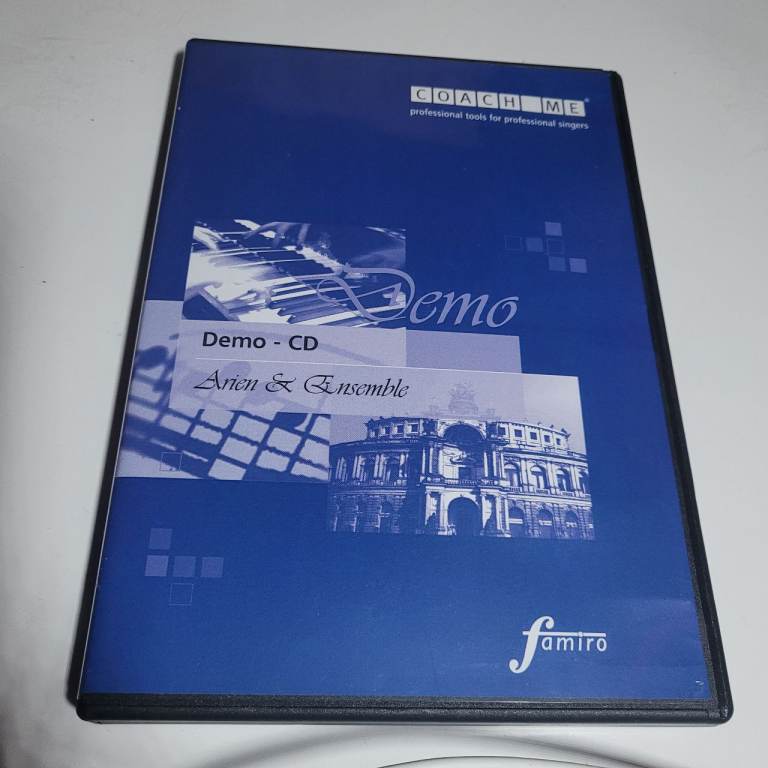 COACH ME®
professional tools for professional singers
Demo
Demo - CD
Arien & Ensemble
famiro